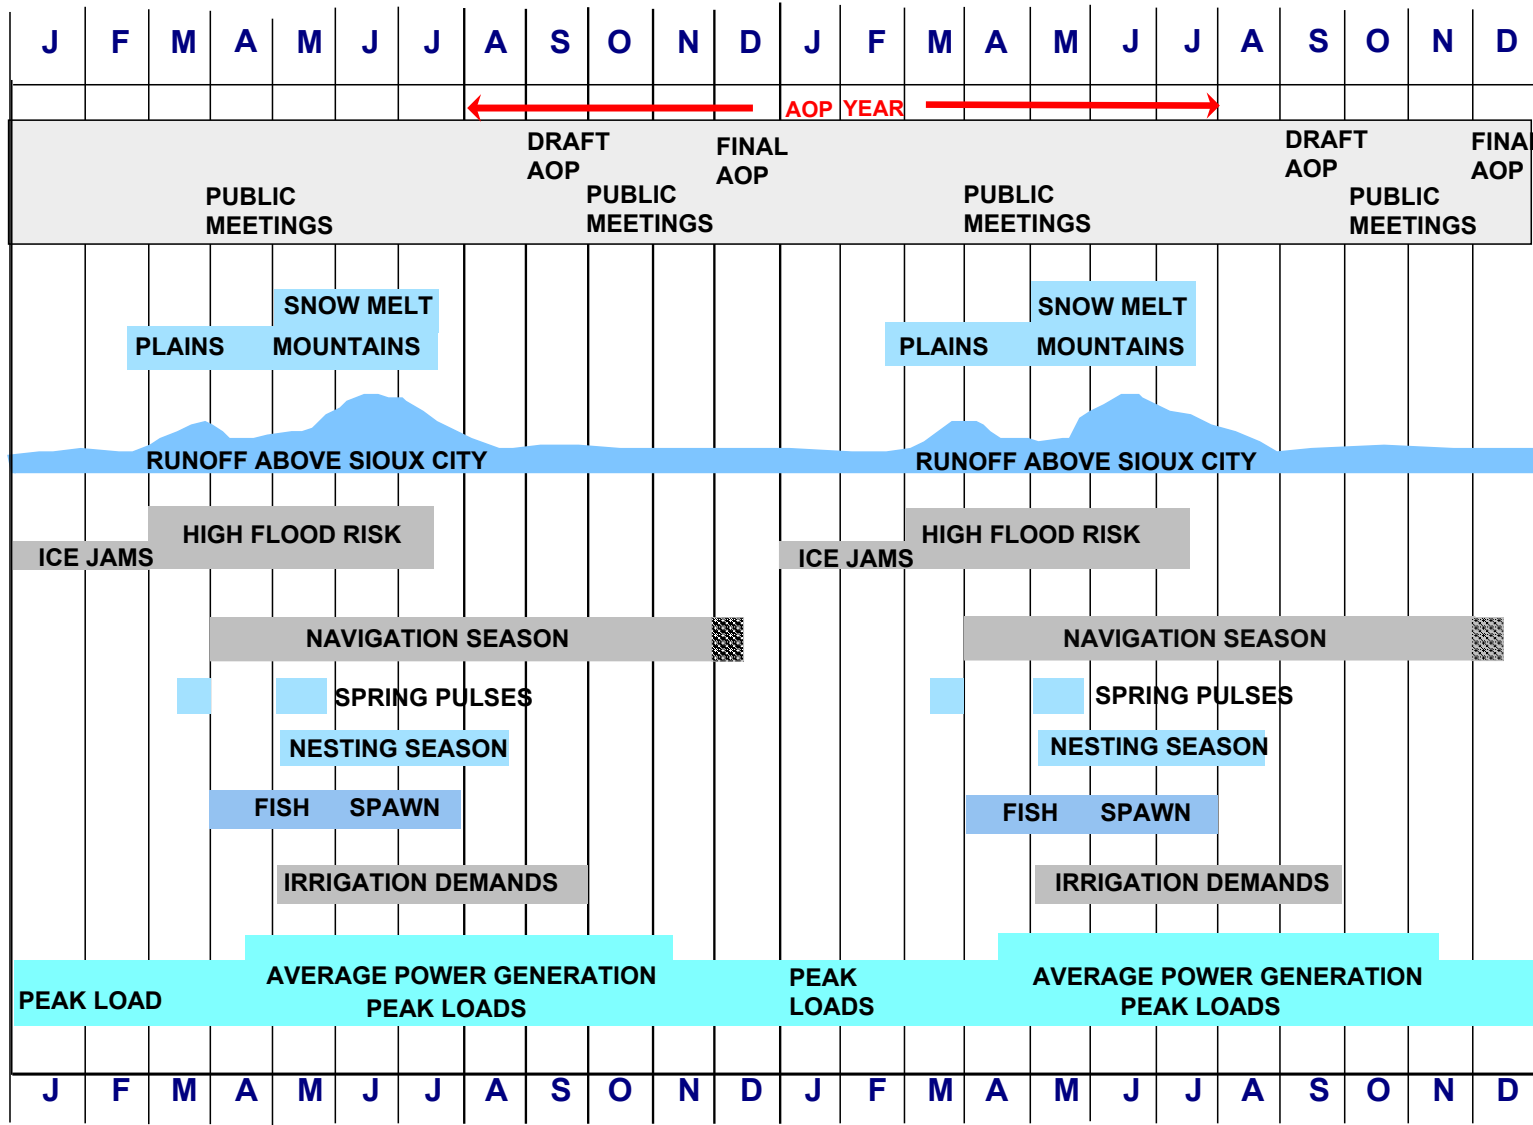 J F M A M J J A S O N D J F M A M J J A S O N D
AOP YEAR
DRAFT AOP
FINAL AOP
PUBLIC MEETINGS
PUBLIC MEETINGS
DRAFT AOP
FINAL AOP
PUBLIC MEETINGS
PUBLIC MEETINGS
SNOW MELT
PLAINS MOUNTAINS
SNOW MELT
PLAINS MOUNTAINS
RUNOFF ABOVE SIOUX CITY
RUNOFF ABOVE SIOUX CITY
HIGH FLOOD RISK
ICE JAMS
HIGH FLOOD RISK
ICE JAMS
NAVIGATION SEASON
NAVIGATION SEASON
SPRING PULSES
SPRING PULSES
NESTING SEASON
NESTING SEASON
FISH SPAWN
FISH SPAWN
IRRIGATION DEMANDS
IRRIGATION DEMANDS
PEAK LOAD
AVERAGE POWER GENERATION
PEAK LOADS
PEAK
LOADS
AVERAGE POWER GENERATION
PEAK LOADS
J F M A M J J A S O N D J F M A M J J A S O N D